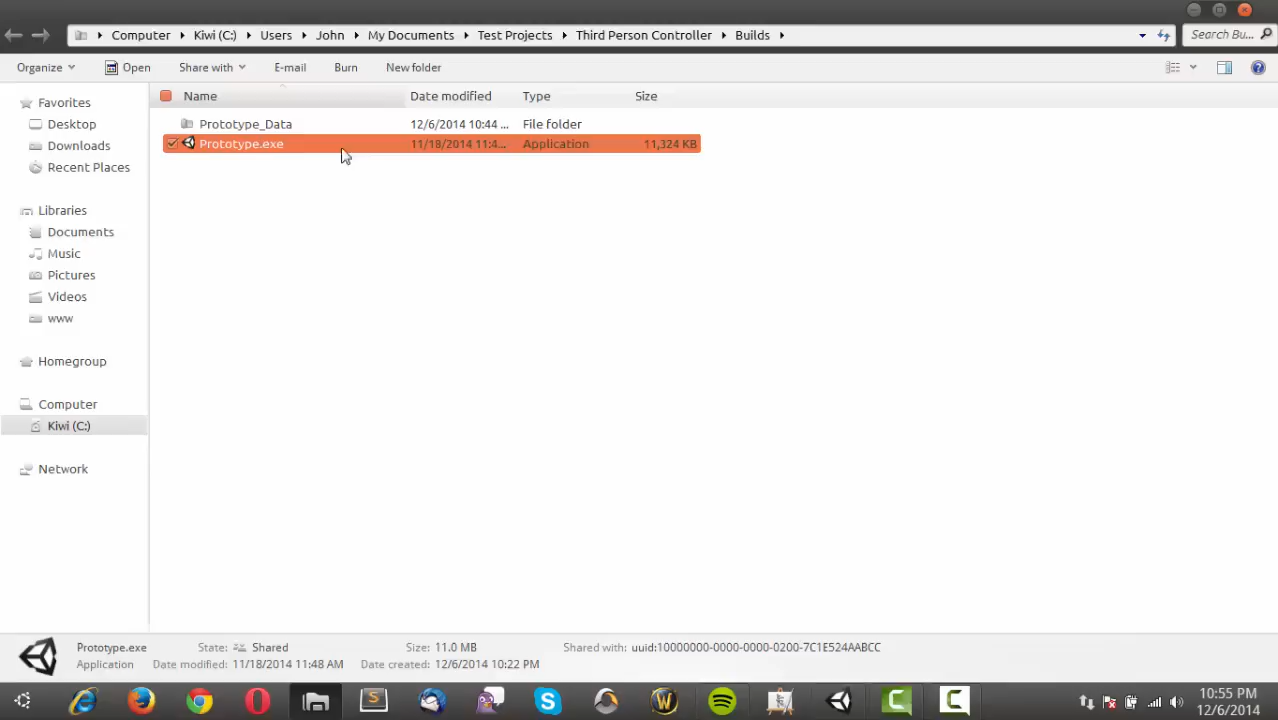 Computer Kiwi (C:) Users John My Documents Test Projects Third Person Controller Builds Search Bu...
Organize Open Share with E-mail Burn New folder
Name Date modified Type Size
Prototype_Data 12/6/2014 10:44 ... File folder
Prototype.exe 11/18/2014 11:4... Application 11,324 KB
Favorites
Desktop
Downloads
Recent Places
Libraries
Documents
Music
Pictures
Videos
www
Homegroup
Computer
Kiwi (C:)
Network
Prototype.exe State: Shared Size: 11.0 MB Shared with: uuid:10000000-0000-0000-0200-7C1E524AABCC
Application Date modified: 11/18/2014 11:48 AM Date created: 12/6/2014 10:22 PM
10:55 PM
12/6/2014